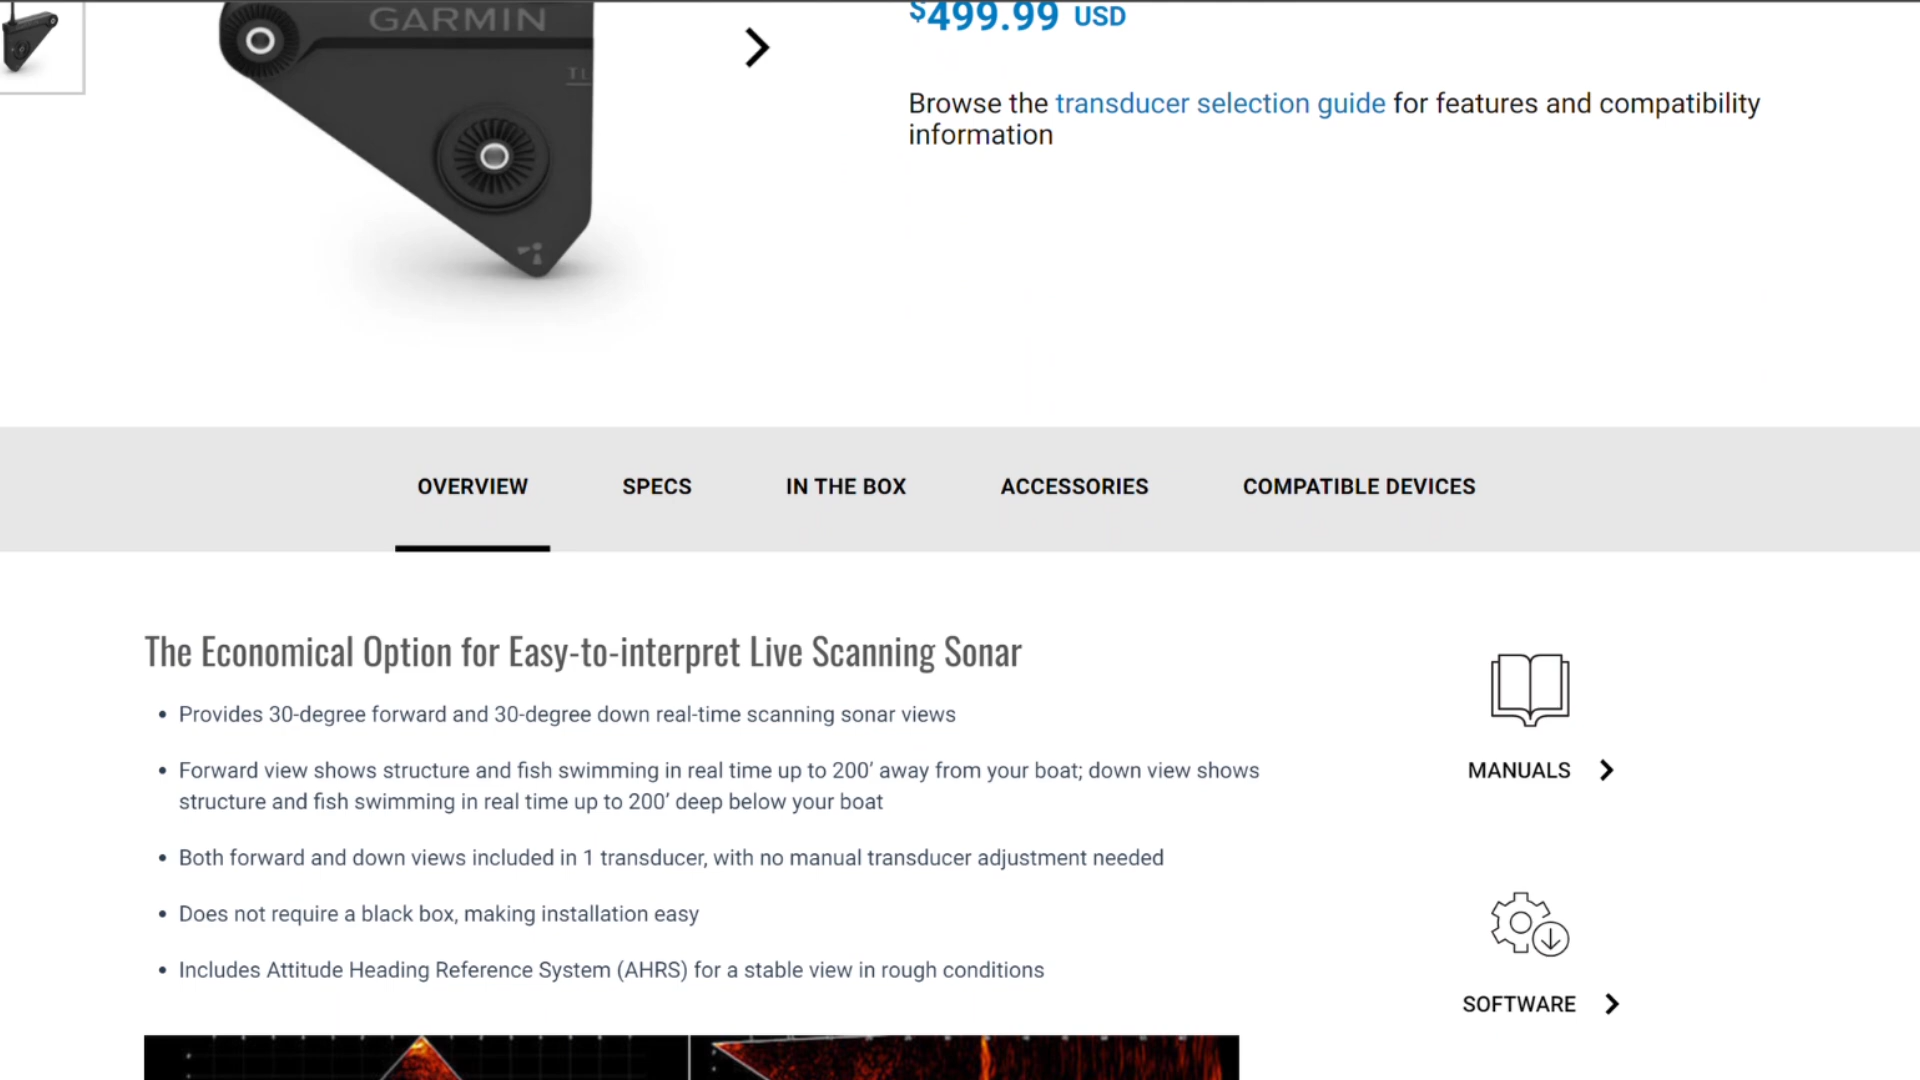 GARMIN
$499.99 USD
Browse the transducer selection guide for features and compatibility
information
OVERVIEW
SPECS
IN THE BOX
ACCESSORIES
COMPATIBLE DEVICES
The Economical Option for Easy-to-interpret Live Scanning Sonar
• Provides 30-degree forward and 30-degree down real-time scanning sonar views
• Forward view shows structure and fish swimming in real time up to 200’ away from your boat; down view shows
structure and fish swimming in real time up to 200’ deep below your boat
• Both forward and down views included in 1 transducer, with no manual transducer adjustment needed
• Does not require a black box, making installation easy
• Includes Attitude Heading Reference System (AHRS) for a stable view in rough conditions
MANUALS
SOFTWARE